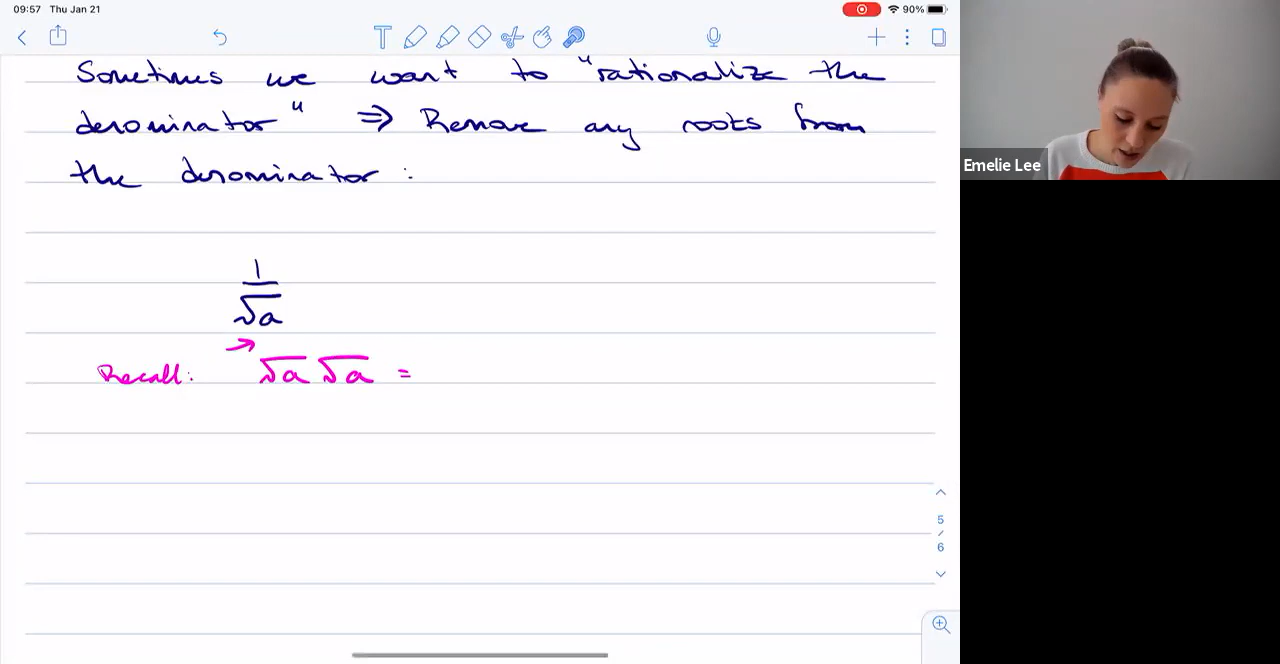 09:57 Thu Jan 21
90%
T
Sometimes we want to "rationalize the
denominator" ⇒ Remove any roots from
the denominator :
1
√a
→
Recall: √a √a =
5
/
6
Emelie Lee